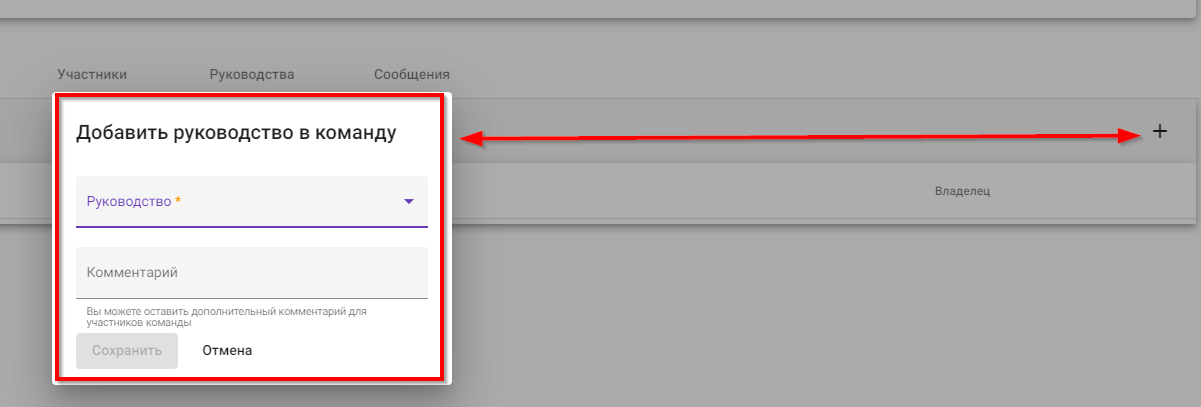 Участники Руководства Сообщения
Добавить руководство в команду
Руководство *
Владелец
Комментарий
Вы можете оставить дополнительный комментарий для
участников команды
Сохранить Отмена